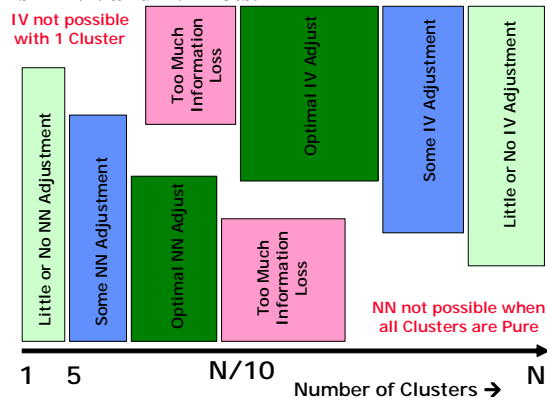 IV not possible
with 1 Cluster
Little or No NN Adjustment
Some NN Adjustment
Optimal NN Adjust
Too Much
Information
Loss
Too Much
Information
Loss
Optimal IV Adjust
Some IV Adjustment
Little or No IV Adjustment
NN not possible when
all Clusters are Pure
1 5 N/10 N
Number of Clusters →